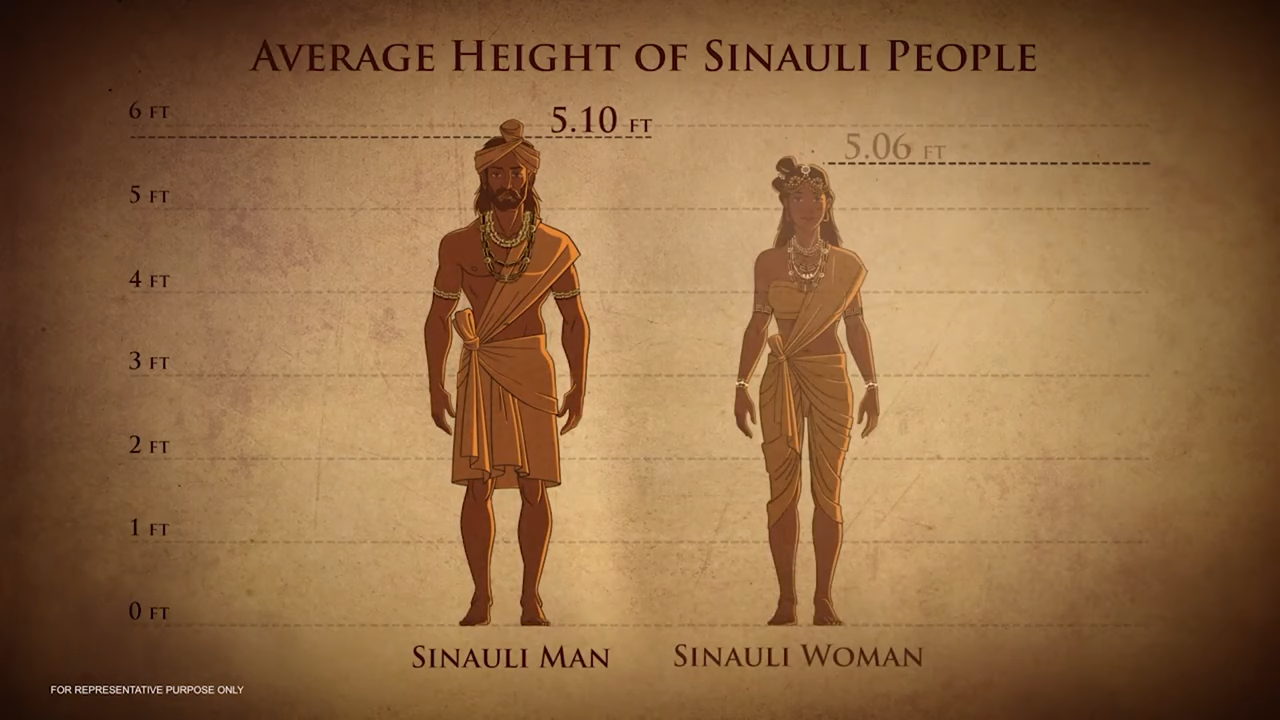 AVERAGE HEIGHT OF SINAULI PEOPLE
6 FT
5.10 FT
5.06 FT
5 FT
4 FT
3 FT
2 FT
1 FT
0 FT
SINAULI MAN
SINAULI WOMAN
FOR REPRESENTATIVE PURPOSE ONLY